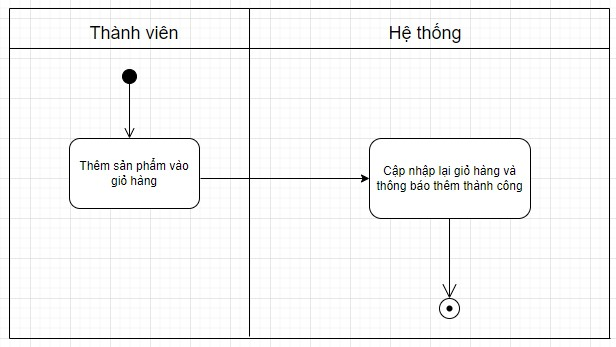 Thành viên
Hệ thống
Thêm sản phẩm vào
giỏ hàng
Cập nhập lại giỏ hàng và
thông báo thêm thành công